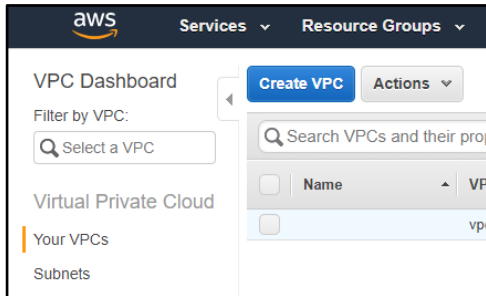 aws Services Resource Groups
VPC Dashboard
Filter by VPC:
Select a VPC
Virtual Private Cloud
Your VPCs
Subnets
Create VPC Actions
Search VPCs and their
Name